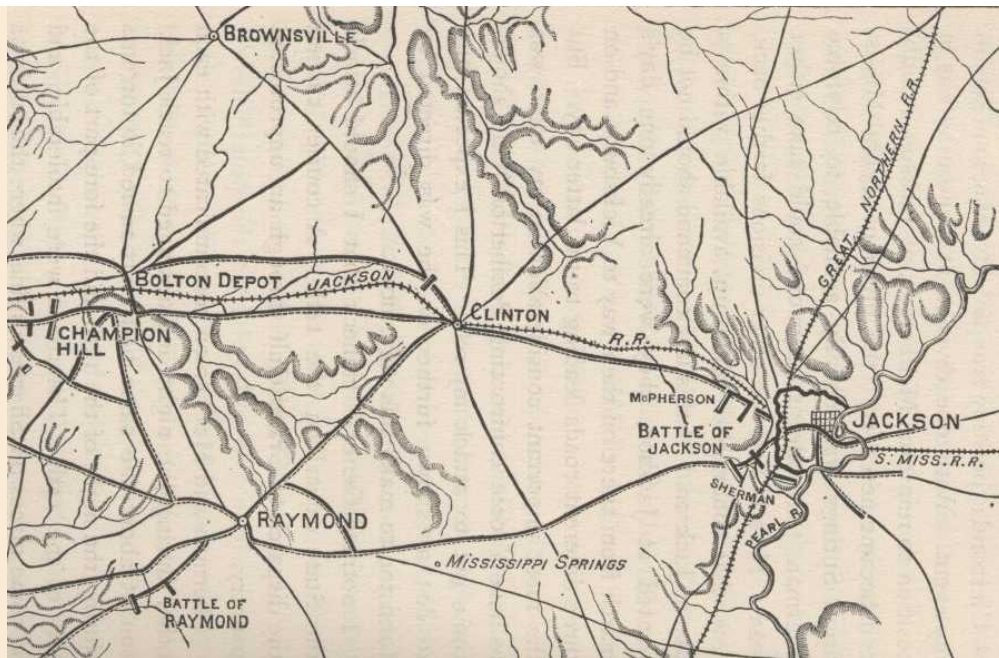 BROWNSVILLE
GREAT NORTHERN R.R.
BOLTON DEPOT
JACKSON
CLINTON
CHAMPION
HILL
R.R.
McPHERSON
JACKSON
BATTLE OF
JACKSON
S. MISS. R.R.
SHERMAN
RAYMOND
PEARL R.
MISSISSIPPI SPRINGS
BATTLE OF
RAYMOND